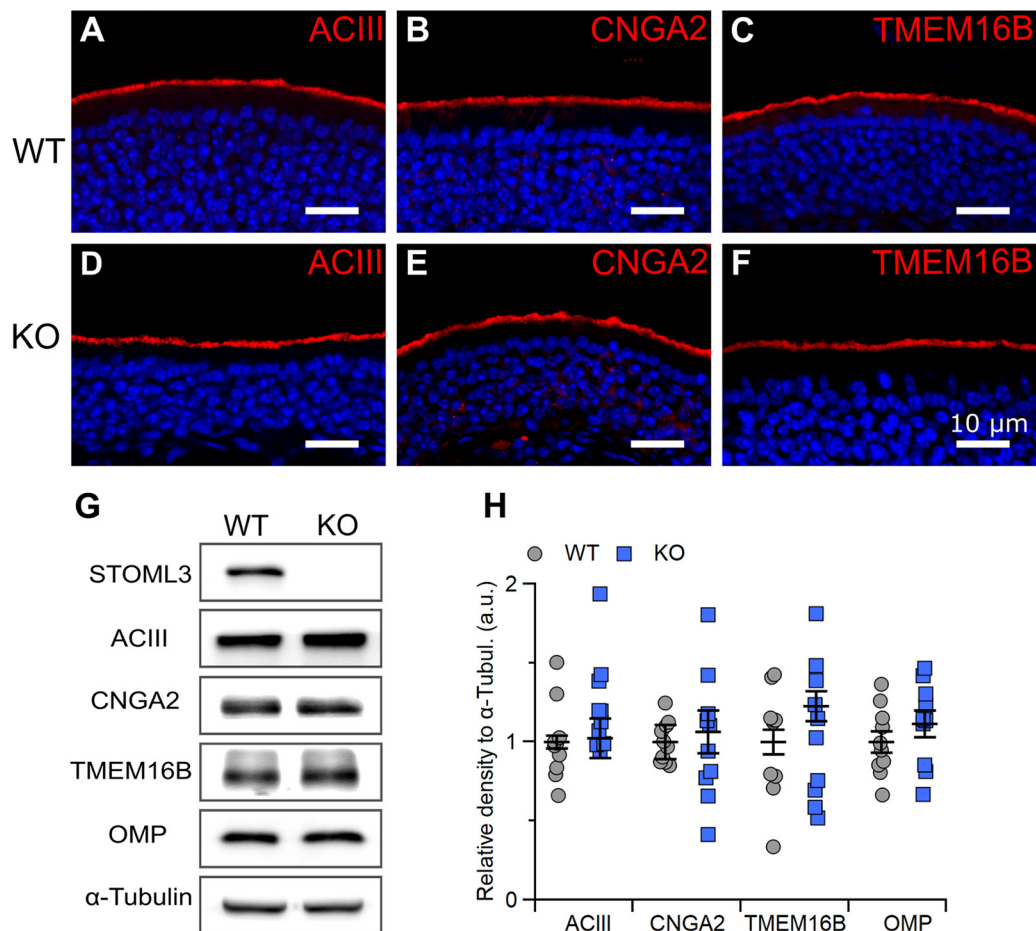 A ACIII
B CNGA2
C TMEM16B
WT
D ACIII
E CNGA2
F TMEM16B
KO
10 µm
G
WT KO
STOML3
ACIII
CNGA2
TMEM16B
OMP
α-Tubulin
H
WT KO
Relative density to α-Tubul. (a.u.)
2
1
0
ACIII CNGA2 TMEM16B OMP